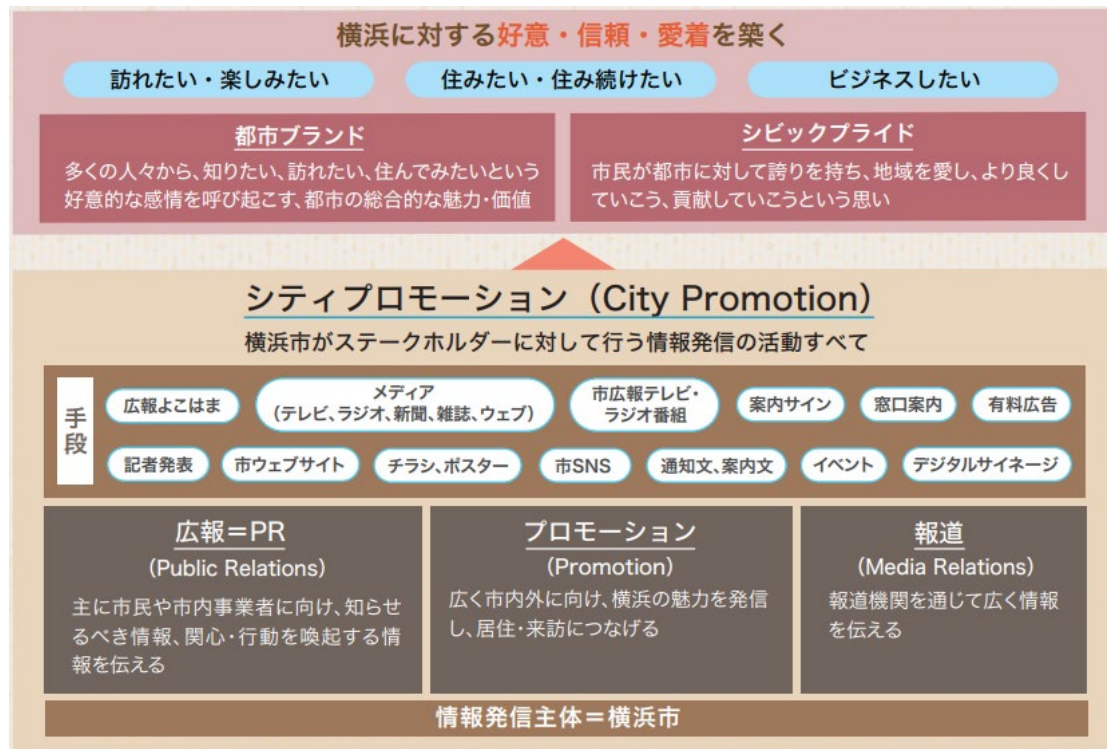 横浜に対する好意・信頼・愛着を築く
訪れたい・楽しみたい
住みたい・住み続けたい
ビジネスしたい
都市ブランド
多くの人々から、知りたい、訪れたい、住んでみたいという
好意的な感情を呼び起こす、都市の総合的な魅力・価値
シビックプライド
市民が都市に対して誇りを持ち、地域を愛し、より良くし
ていこう、貢献していこうという思い
シティプロモーション（City Promotion）
横浜市がステークホルダーに対して行う情報発信の活動すべて
手段
広報よこはま
メディア
（テレビ、ラジオ、新聞、雑誌、ウェブ）
市広報テレビ・
ラジオ番組
案内サイン
窓口案内
有料広告
記者発表
市ウェブサイト
チラシ、ポスター
市SNS
通知文、案内文
イベント
デジタルサイネージ
広報＝PR
（Public Relations）
主に市民や市内事業者に向け、知らせ
るべき情報、関心・行動を喚起する情
報を伝える
プロモーション
（Promotion）
広く市内外に向け、横浜の魅力を発信
し、居住・来訪につなげる
報道
（Media Relations）
報道機関を通じて広く情報
を伝える
情報発信主体＝横浜市